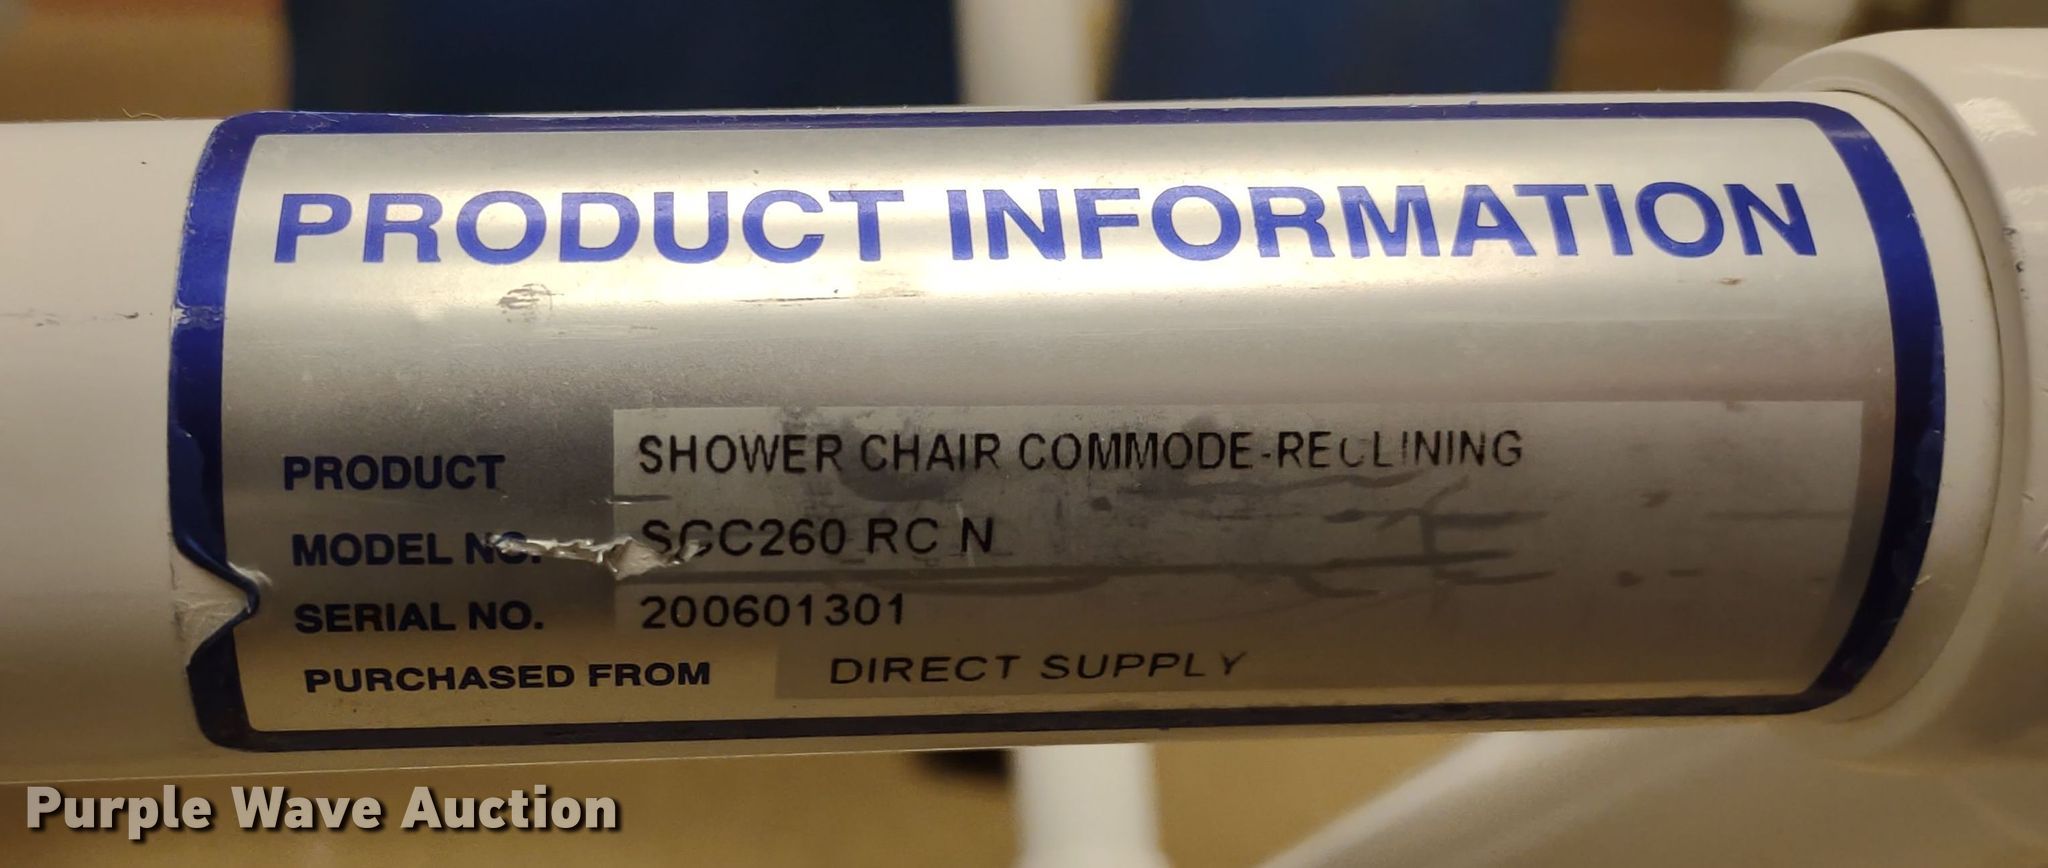 PRODUCT INFORMATION
PRODUCT SHOWER CHAIR COMMODE-RECLINING
MODEL NO. SCC260 RC N
SERIAL NO. 200601301
PURCHASED FROM DIRECT SUPPLY
Purple Wave Auction